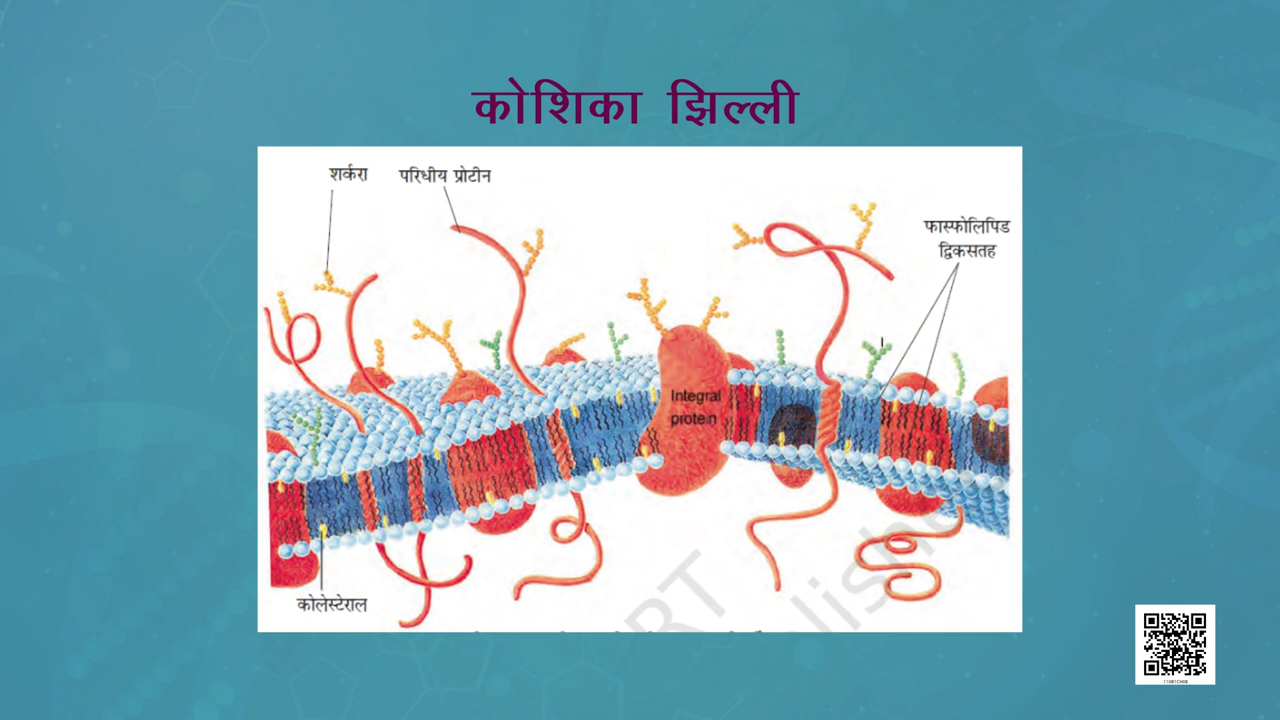 कोशिका झिल्ली
शर्करा
परिधीय प्रोटीन
फास्फोलिपिड
द्विकसतह
Integral
protein
कोलेस्टेराल